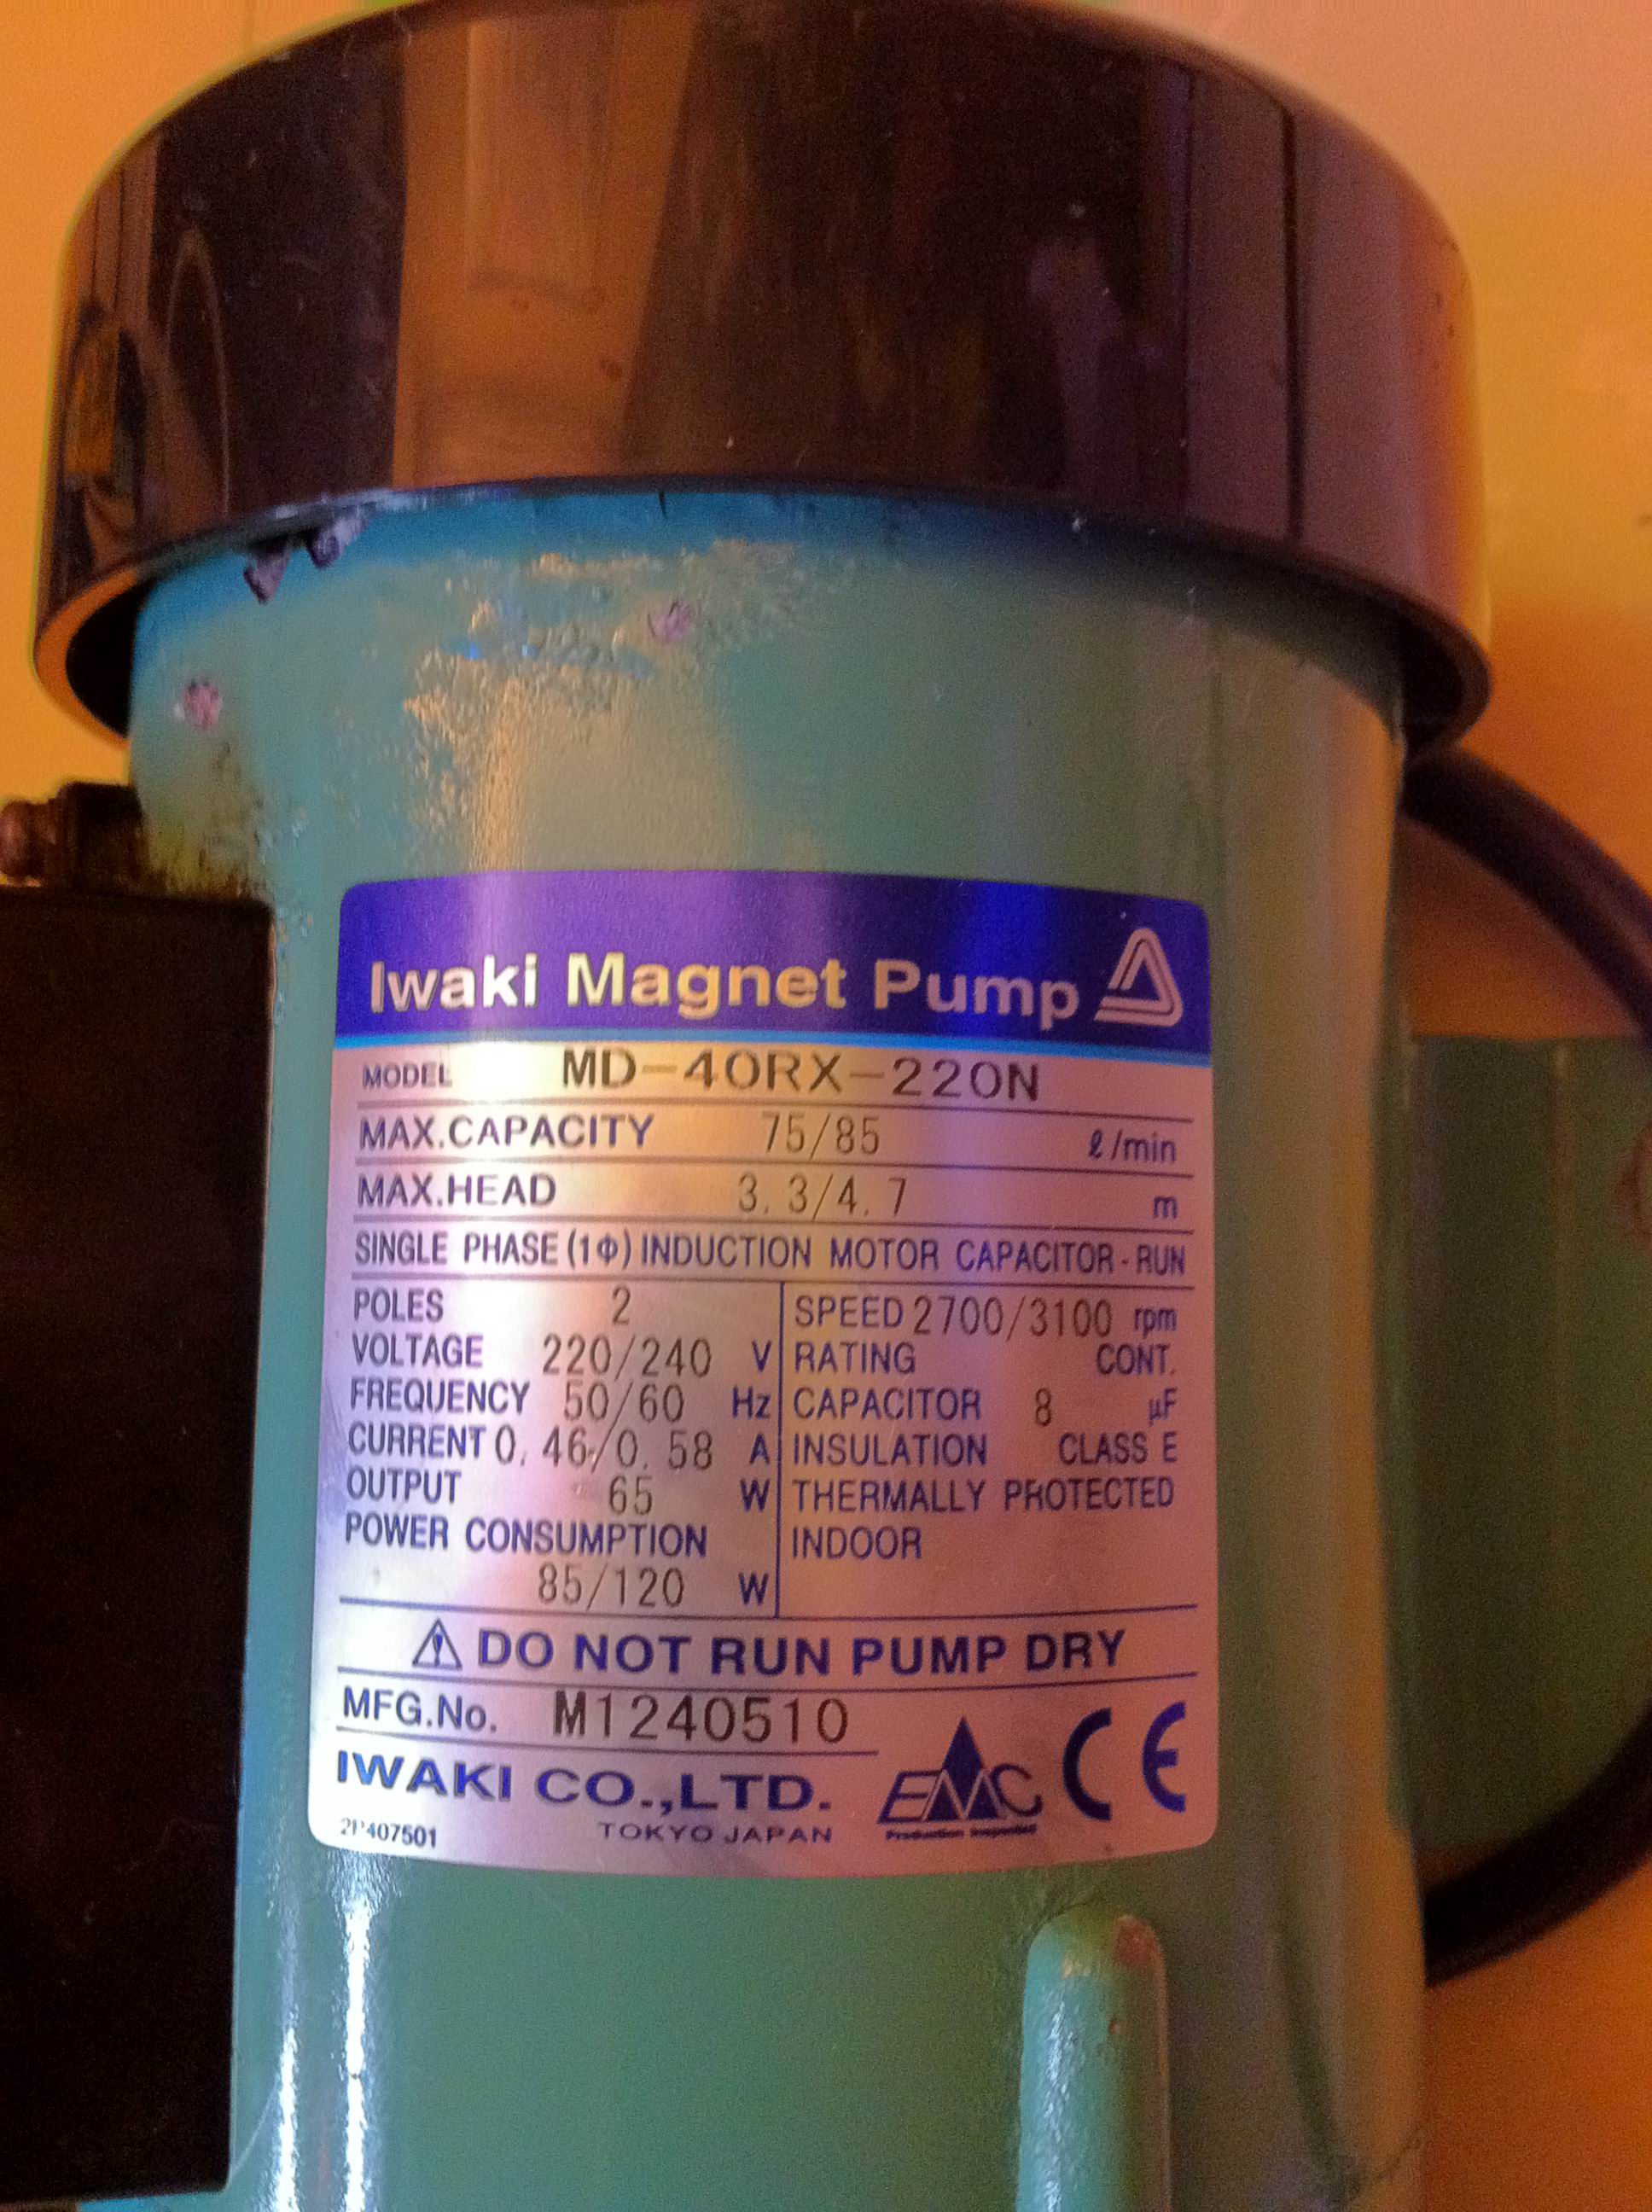 Iwaki Magnet Pump
MODEL MD-40RX-220N
MAX.CAPACITY 75/85 ℓ/min
MAX.HEAD 3.3/4.7 m
SINGLE PHASE (1Φ) INDUCTION MOTOR CAPACITOR-RUN
POLES 2
VOLTAGE 220/240 V
FREQUENCY 50/60 Hz
CURRENT 0.46/0.58 A
OUTPUT 65 W
POWER CONSUMPTION
85/120 W
SPEED 2700/3100 rpm
RATING CONT.
CAPACITOR 8 µF
INSULATION CLASS E
THERMALLY PROTECTED
INDOOR
DO NOT RUN PUMP DRY
MFG.No. M1240510
IWAKI CO.,LTD.
TOKYO JAPAN
2P407501
EMC
Production Inspected
CE